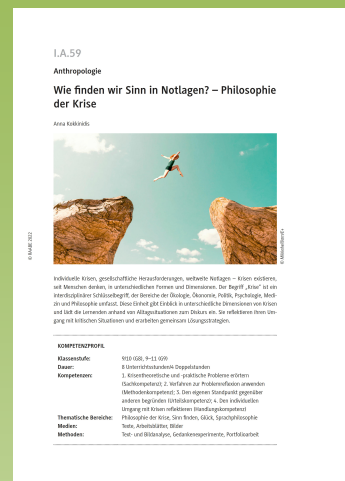 I.A.59
Anthropologie
Wie finden wir Sinn in Notlagen? – Philosophie
der Krise
Anna Kokkinidis
© RAABE 2022
Individuelle Krisen, gesellschaftliche Herausforderungen, weltweite Notlagen – Krisen existieren,
seit Menschen denken, in unterschiedlichen Formen und Dimensionen. Der Begriff „Krise“ ist ein
interdisziplinärer Schlüsselbegriff, der Bereiche der Ökologie, Ökonomie, Politik, Psychologie, Medi-
zin und Philosophie umfasst. Diese Einheit gibt Einblick in unterschiedliche Dimensionen von Krisen
und lädt die Lernenden anhand von Alltagssituationen zum Diskurs ein. Sie reflektieren ihren Um-
gang mit kritischen Situationen und erarbeiten gemeinsam Lösungsstrategien.
KOMPETENZPROFIL
Klassenstufe: 9/10 (G8), 9–11 (G9)
Dauer: 8 Unterrichtsstunden/4 Doppelstunden
Kompetenzen: 1. Krisentheoretische und -praktische Probleme erörtern
(Sachkompetenz); 2. Verfahren zur Problemreflexion anwenden
(Methodenkompetenz); 3. Den eigenen Standpunkt gegenüber
anderen begründen (Urteilskompetenz); 4. Den individuellen
Umgang mit Krisen reflektieren (Handlungskompetenz)
Thematische Bereiche: Philosophie der Krise, Sinn finden, Glück, Sprachphilosophie
Medien: Texte, Arbeitsblätter, Bilder
Methoden: Text- und Bildanalyse, Gedankenexperimente, Portfolioarbeit